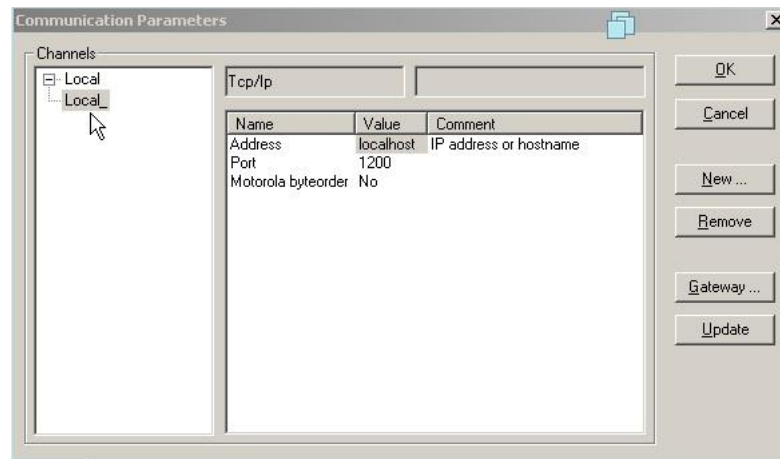 Communication Parameters
Channels
Local
Local_
Tcp/Ip
Name Value Comment
Address localhost IP address or hostname
Port 1200
Motorola byteorder No
OK
Cancel
New ...
Remove
Gateway ...
Update